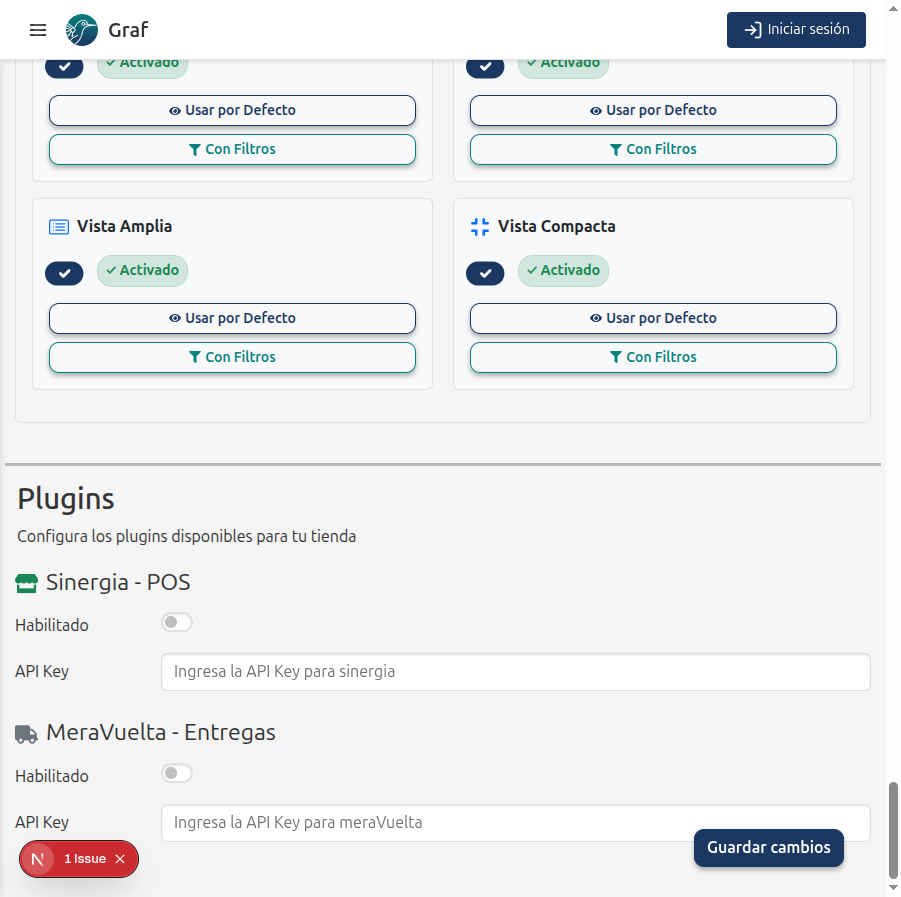 Graf
Iniciar sesión
Activado
Activado
Usar por Defecto
Usar por Defecto
Con Filtros
Con Filtros
Vista Amplia
Vista Compacta
Activado
Activado
Usar por Defecto
Usar por Defecto
Con Filtros
Con Filtros
Plugins
Configura los plugins disponibles para tu tienda
Sinergia - POS
Habilitado
API Key
Ingresa la API Key para sinergia
MeraVuelta - Entregas
Habilitado
API Key
Ingresa la API Key para meraVuelta
Guardar cambios
N 1 Issue